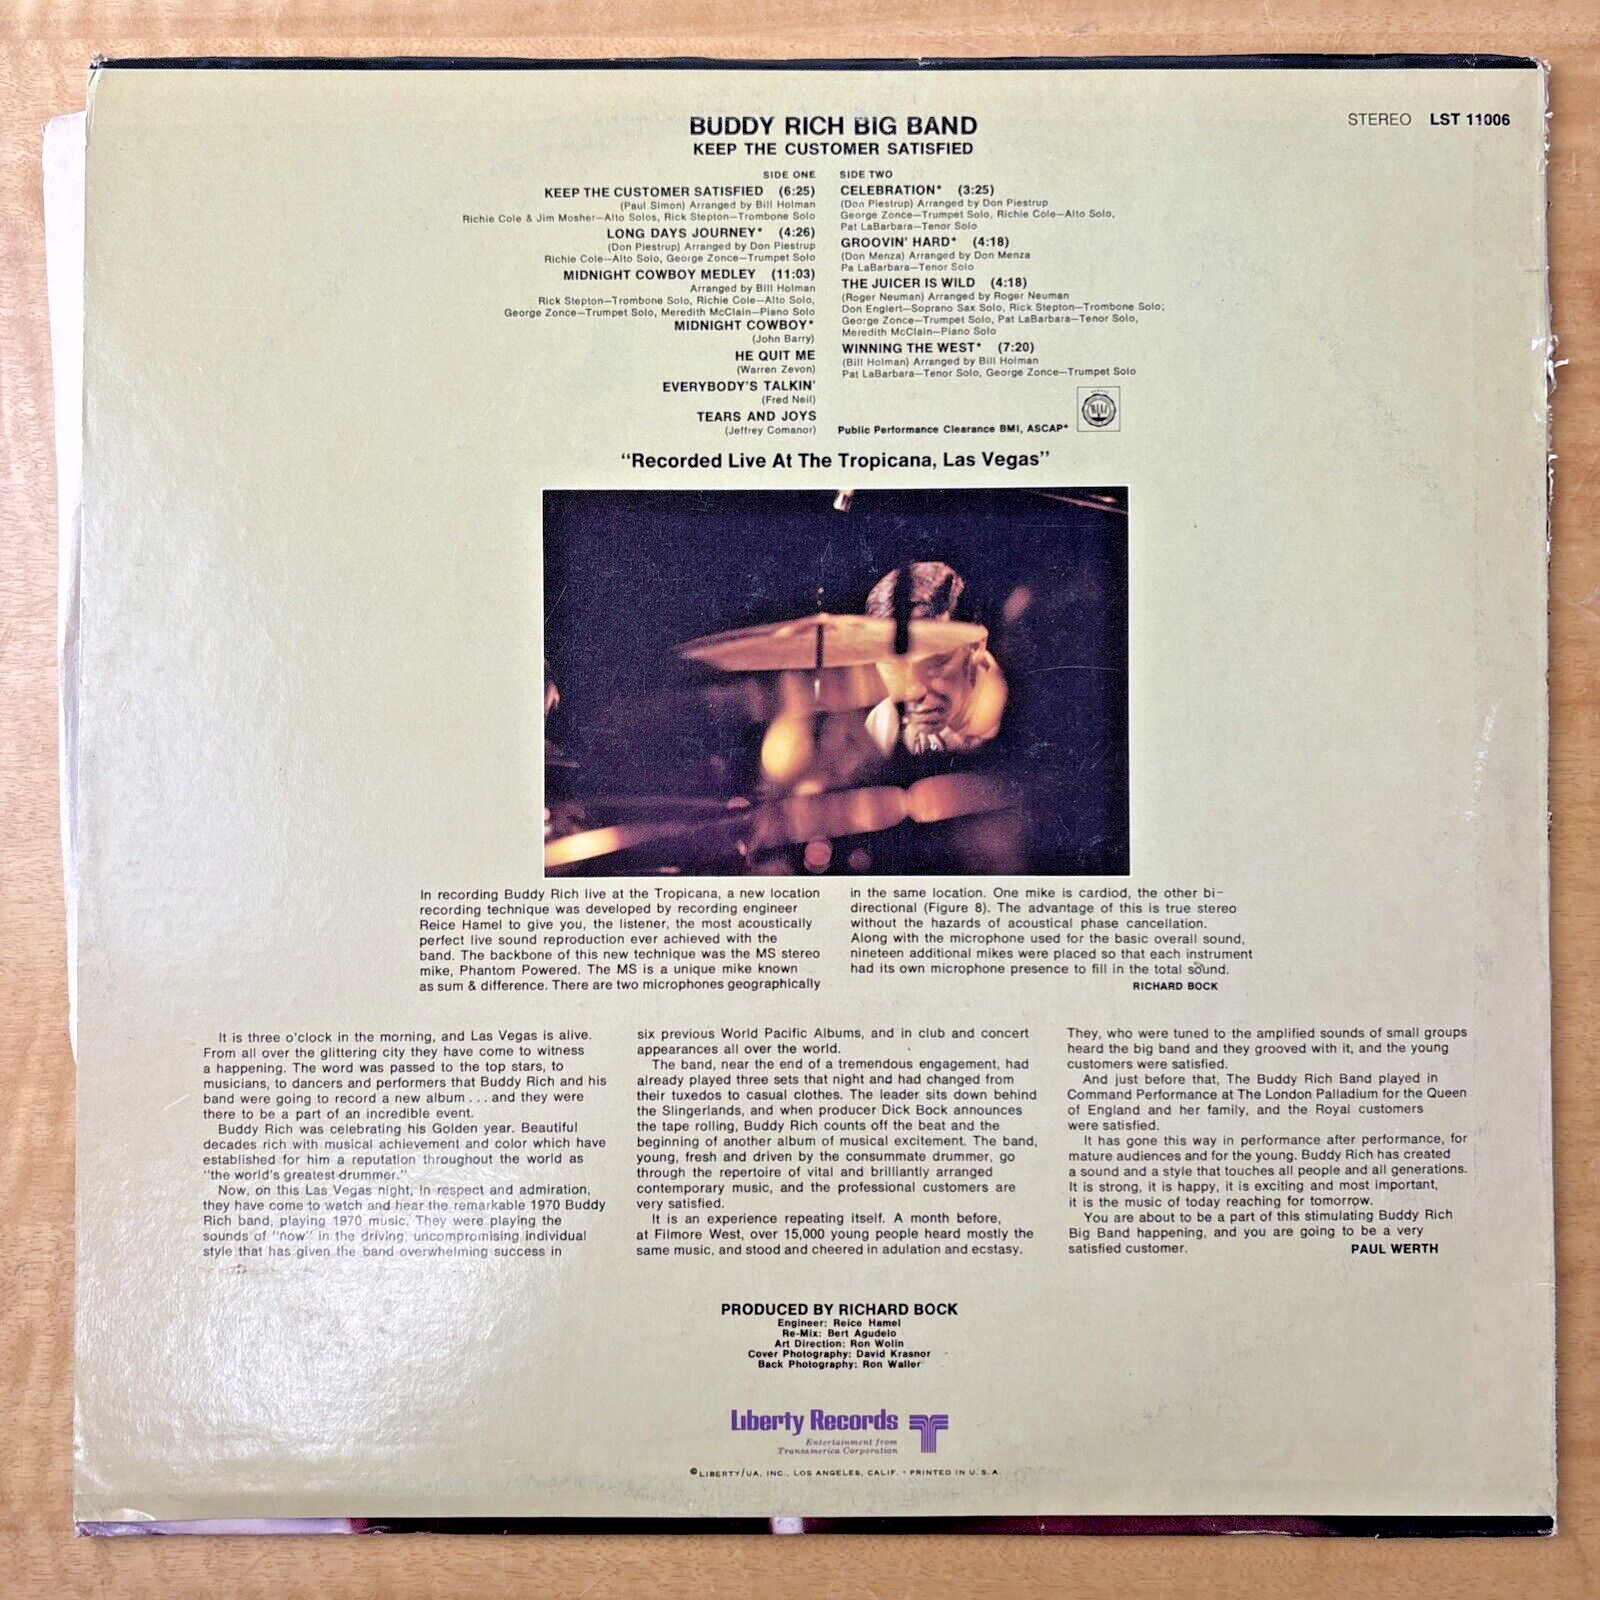 STEREO LST 11006
BUDDY RICH BIG BAND
KEEP THE CUSTOMER SATISFIED
SIDE ONE
KEEP THE CUSTOMER SATISFIED (6:25)
(Paul Simon) Arranged by Bill Holman
Richie Cole & Jim Mosher—Alto Solos, Rick Stepton—Trombone Solo
LONG DAYS JOURNEY* (4:26)
(Don Piestrup) Arranged by Don Piestrup
Richie Cole—Alto Solo, George Zonce—Trumpet Solo
MIDNIGHT COWBOY MEDLEY (11:03)
Arranged by Bill Holman
Rick Stepton—Trombone Solo, Richie Cole—Alto Solo,
George Zonce—Trumpet Solo, Meredith McClain—Piano Solo
MIDNIGHT COWBOY*
(John Barry)
HE QUIT ME
(Warren Zevon)
EVERYBODY'S TALKIN'
(Fred Neil)
TEARS AND JOYS
(Jeffrey Comanor)
SIDE TWO
CELEBRATION* (3:25)
(Don Piestrup) Arranged by Don Piestrup
George Zonce—Trumpet Solo, Richie Cole—Alto Solo,
Pat LaBarbara—Tenor Solo
GROOVIN' HARD* (4:18)
(Don Menza) Arranged by Don Menza
Pa LaBarbara—Tenor Solo
THE JUICER IS WILD (4:18)
(Roger Neuman) Arranged by Roger Neuman
Don Englert—Soprano Sax Solo, Rick Stepton—Trombone Solo;
George Zonce—Trumpet Solo, Pat LaBarbara—Tenor Solo,
Meredith McClain—Piano Solo
WINNING THE WEST* (7:20)
(Bill Holman) Arranged by Bill Holman
Pat LaBarbara—Tenor Solo, George Zonce—Trumpet Solo
Public Performance Clearance BMI, ASCAP*
RIAA
"Recorded Live At The Tropicana, Las Vegas"
In recording Buddy Rich live at the Tropicana, a new location
recording technique was developed by recording engineer
Reice Hamel to give you, the listener, the most acoustically
perfect live sound reproduction ever achieved with the
band. The backbone of this new technique was the MS stereo
mike, Phantom Powered. The MS is a unique mike known
as sum & difference. There are two microphones geographically
in the same location. One mike is cardiod, the other bi-
directional (Figure 8). The advantage of this is true stereo
without the hazards of acoustical phase cancellation.
Along with the microphone used for the basic overall sound,
nineteen additional mikes were placed so that each instrument
had its own microphone presence to fill in the total sound.
RICHARD BOCK
It is three o'clock in the morning, and Las Vegas is alive.
From all over the glittering city they have come to witness
a happening. The word was passed to the top stars, to
musicians, to dancers and performers that Buddy Rich and his
band were going to record a new album . . . and they were
there to be a part of an incredible event.
Buddy Rich was celebrating his Golden year. Beautiful
decades rich with musical achievement and color which have
established for him a reputation throughout the world as
"the world's greatest drummer."
Now, on this Las Vegas night, in respect and admiration,
they have come to watch and hear the remarkable 1970 Buddy
Rich band, playing 1970 music. They were playing the
sounds of "now" in the driving, uncompromising individual
style that has given the band overwhelming success in
six previous World Pacific Albums, and in club and concert
appearances all over the world.
The band, near the end of a tremendous engagement, had
already played three sets that night and had changed from
their tuxedos to casual clothes. The leader sits down behind
the Slingerlands, and when producer Dick Bock announces
the tape rolling, Buddy Rich counts off the beat and the
beginning of another album of musical excitement. The band,
young, fresh and driven by the consummate drummer, go
through the repertoire of vital and brilliantly arranged
contemporary music, and the professional customers are
very satisfied.
It is an experience repeating itself. A month before,
at Filmore West, over 15,000 young people heard mostly the
same music, and stood and cheered in adulation and ecstasy.
They, who were tuned to the amplified sounds of small groups
heard the big band and they grooved with it, and the young
customers were satisfied.
And just before that, The Buddy Rich Band played in
Command Performance at The London Palladium for the Queen
of England and her family, and the Royal customers
were satisfied.
It has gone this way in performance after performance, for
mature audiences and for the young. Buddy Rich has created
a sound and a style that touches all people and all generations.
It is strong, it is happy, it is exciting and most important,
it is the music of today reaching for tomorrow.
You are about to be a part of this stimulating Buddy Rich
Big Band happening, and you are going to be a very
satisfied customer. PAUL WERTH
PRODUCED BY RICHARD BOCK
Engineer: Reice Hamel
Re-Mix: Bert Agudelo
Art Direction: Ron Wolin
Cover Photography: David Krasnor
Back Photography: Ron Waller
Liberty Records
Entertainment from
Transamerica Corporation
© LIBERTY/UA, INC., LOS ANGELES, CALIF. • PRINTED IN U.S.A.